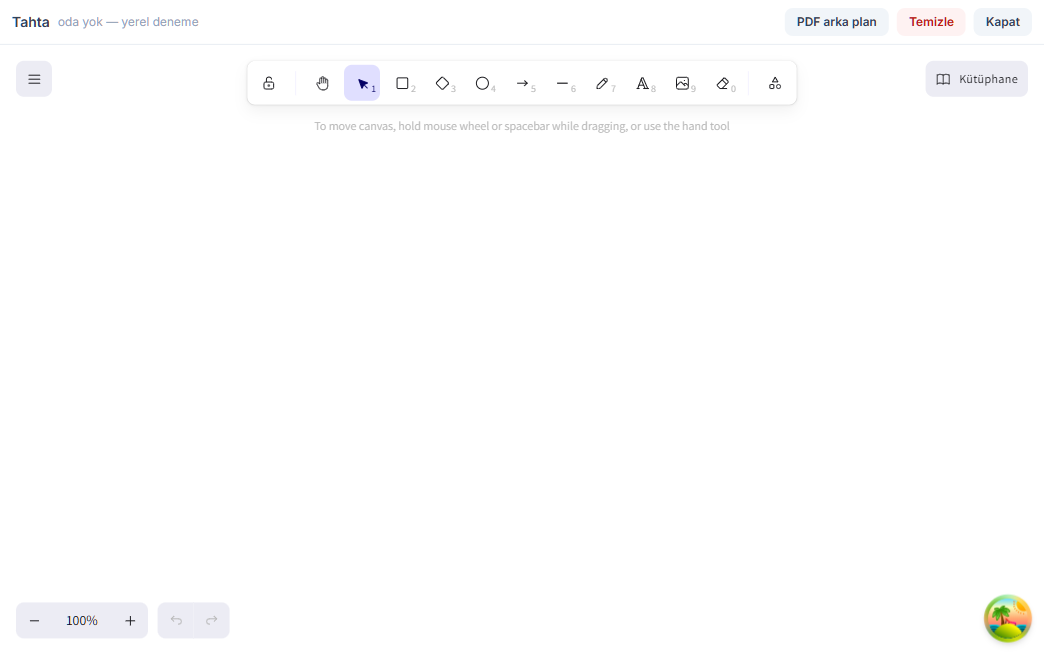 Tahta oda yok — yerel deneme PDF arka plan Temizle Kapat
1 2 3 4 5 6 7 8 9 0 Kütüphane
To move canvas, hold mouse wheel or spacebar while dragging, or use the hand tool
100%